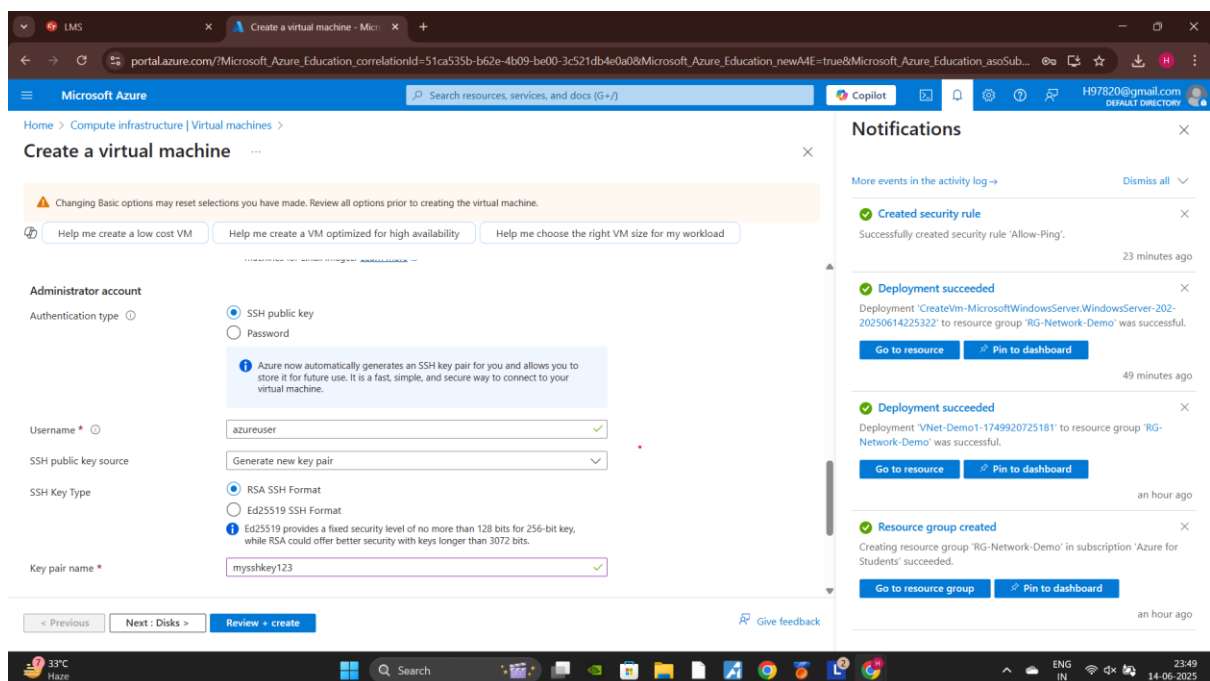 LMS
Create a virtual machine - Micro
portal.azure.com/?Microsoft_Azure_Education_correlationId=51ca535b-b62e-4b09-be00-3c521db4e0a0&Microsoft_Azure_Education_newA4E=true&Microsoft_Azure_Education_asoSub...
H
Microsoft Azure
Search resources, services, and docs (G+/)
Copilot
H97820@gmail.com
DEFAULT DIRECTORY
Home > Compute infrastructure | Virtual machines >
Create a virtual machine ...
Changing Basic options may reset selections you have made. Review all options prior to creating the virtual machine.
Help me create a low cost VM
Help me create a VM optimized for high availability
Help me choose the right VM size for my workload
Administrator account
Authentication type
SSH public key
Password
Azure now automatically generates an SSH key pair for you and allows you to
store it for future use. It is a fast, simple, and secure way to connect to your
virtual machine.
Username *
azureuser
SSH public key source
Generate new key pair
SSH Key Type
RSA SSH Format
Ed25519 SSH Format
Ed25519 provides a fixed security level of no more than 128 bits for 256-bit key,
while RSA could offer better security with keys longer than 3072 bits.
Key pair name *
mysshkey123
< Previous
Next : Disks >
Review + create
Give feedback
Notifications
More events in the activity log →
Dismiss all
Created security rule
Successfully created security rule 'Allow-Ping'.
23 minutes ago
Deployment succeeded
Deployment 'CreateVm-MicrosoftWindowsServer.WindowsServer-202-
20250614225322' to resource group 'RG-Network-Demo' was successful.
Go to resource
Pin to dashboard
49 minutes ago
Deployment succeeded
Deployment 'VNet-Demo1-1749920725181' to resource group 'RG-
Network-Demo' was successful.
Go to resource
Pin to dashboard
an hour ago
Resource group created
Creating resource group 'RG-Network-Demo' in subscription 'Azure for
Students' succeeded.
Go to resource group
Pin to dashboard
an hour ago
7
33°C
Haze
Search
2
ENG
IN
23:49
14-06-2025